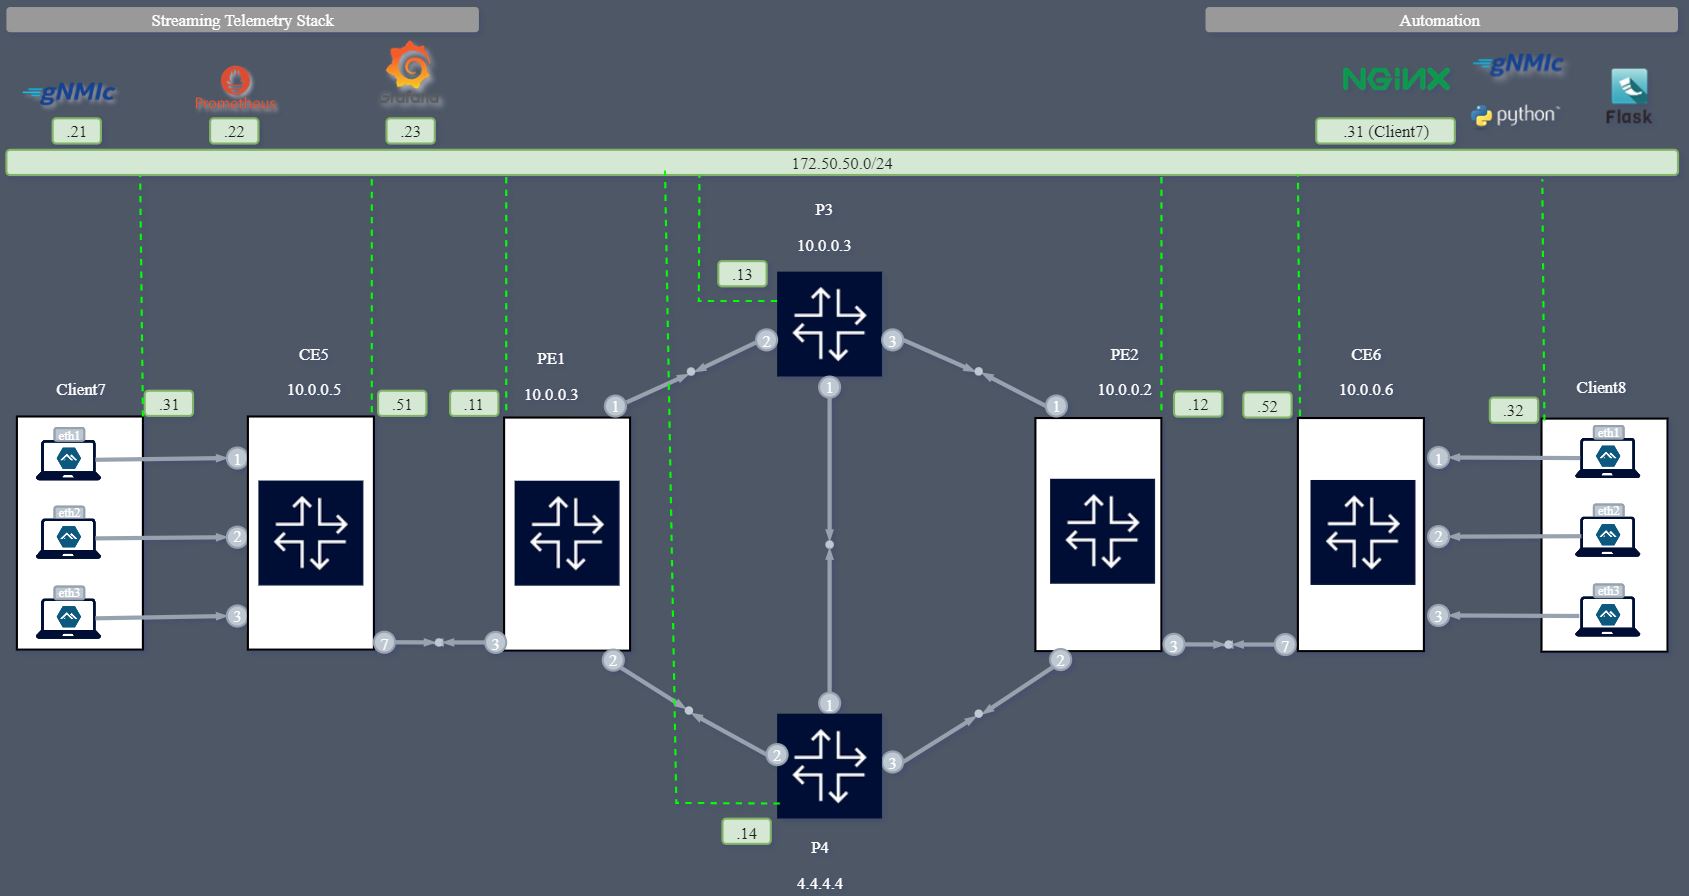 Streaming Telemetry Stack
Automation
gNMIc
Prometheus
Grafana
NGINX
gNMIc
python™
Flask
.21
.22
.23
.31 (Client7)
172.50.50.0/24
P3
10.0.0.3
.13
2
3
1
CE5
10.0.0.5
PE1
10.0.0.3
PE2
10.0.0.2
CE6
10.0.0.6
Client7
Client8
.31
.51
.11
1
1
.12
.52
.32
eth1
1
1
eth1
eth2
2
2
eth2
eth3
3
3
eth3
7
3
3
7
2
2
1
2
3
.14
P4
4.4.4.4